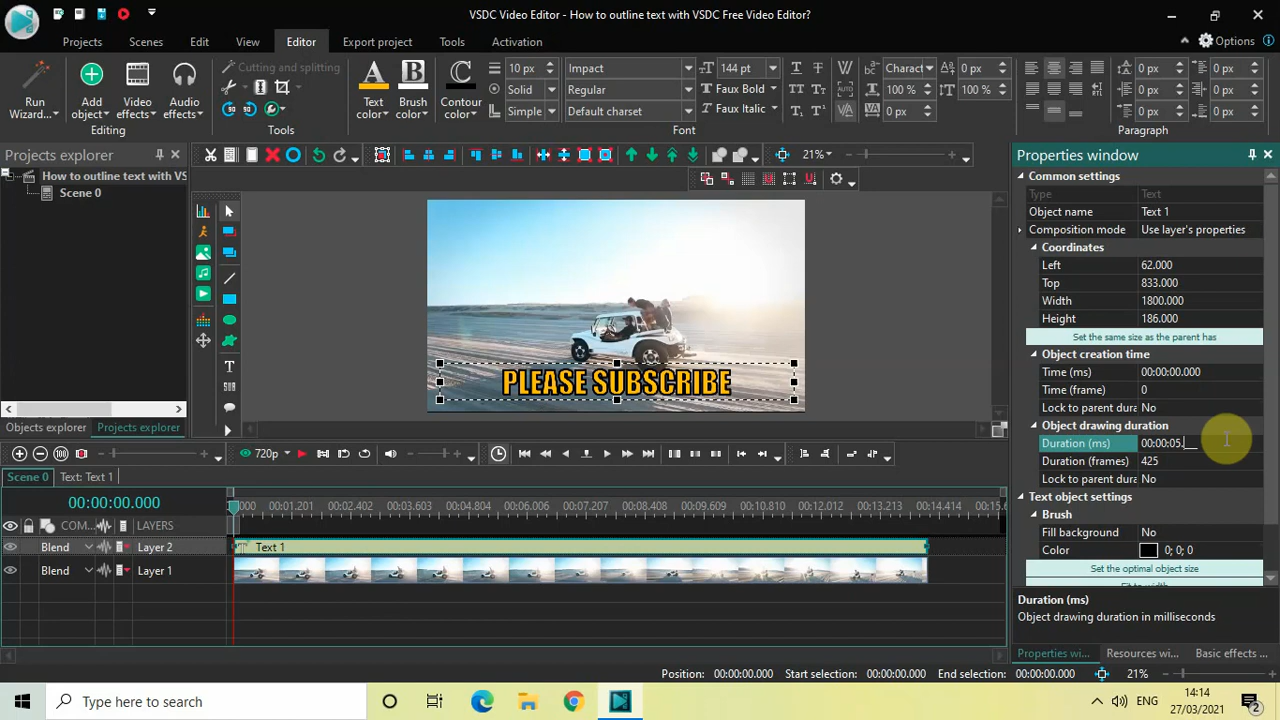 VSDC Video Editor - How to outline text with VSDC Free Video Editor?
Projects Scenes Edit View Editor Export project Tools Activation Options
Run Wizard...
Add object
Video effects
Audio effects
Editing
Cutting and splitting
Tools
Text color
Brush color
Contour color
10 px
Solid
Simple
Impact
Regular
Default charset
144 pt
Faux Bold
Faux Italic
Font
Charact
100 %
0 px
0 px
100 %
0 px 0 px
0 px 0 px
0 px 0 px
Paragraph
Projects explorer
How to outline text with VS
Scene 0
Objects explorer Projects explorer
21%
PLEASE SUBSCRIBE
Properties window
Common settings
Type Text
Object name Text 1
Composition mode Use layer's properties
Coordinates
Left 62.000
Top 833.000
Width 1800.000
Height 186.000
Set the same size as the parent has
Object creation time
Time (ms) 00:00:00.000
Time (frame) 0
Lock to parent dura No
Object drawing duration
Duration (ms) 00:00:05.___
Duration (frames) 425
Lock to parent dura No
Text object settings
Brush
Fill background No
Color 0; 0; 0
Set the optimal object size
Fit to width
Duration (ms)
Object drawing duration in milliseconds
Properties wi... Resources wi... Basic effects ...
720p
Scene 0 Text: Text 1
00:00:00.000
000 00:01.201 00:02.402 00:03.603 00:04.804 00:06.006 00:07.207 00:08.408 00:09.609 00:10.810 00:12.012 00:13.213 00:14.414 00:15.6
COM... LAYERS
Blend Layer 2 Text 1
Blend Layer 1
Position: 00:00:00.000 Start selection: 00:00:00.000 End selection: 00:00:00.000 21%
Type here to search
ENG
14:14
27/03/2021
2